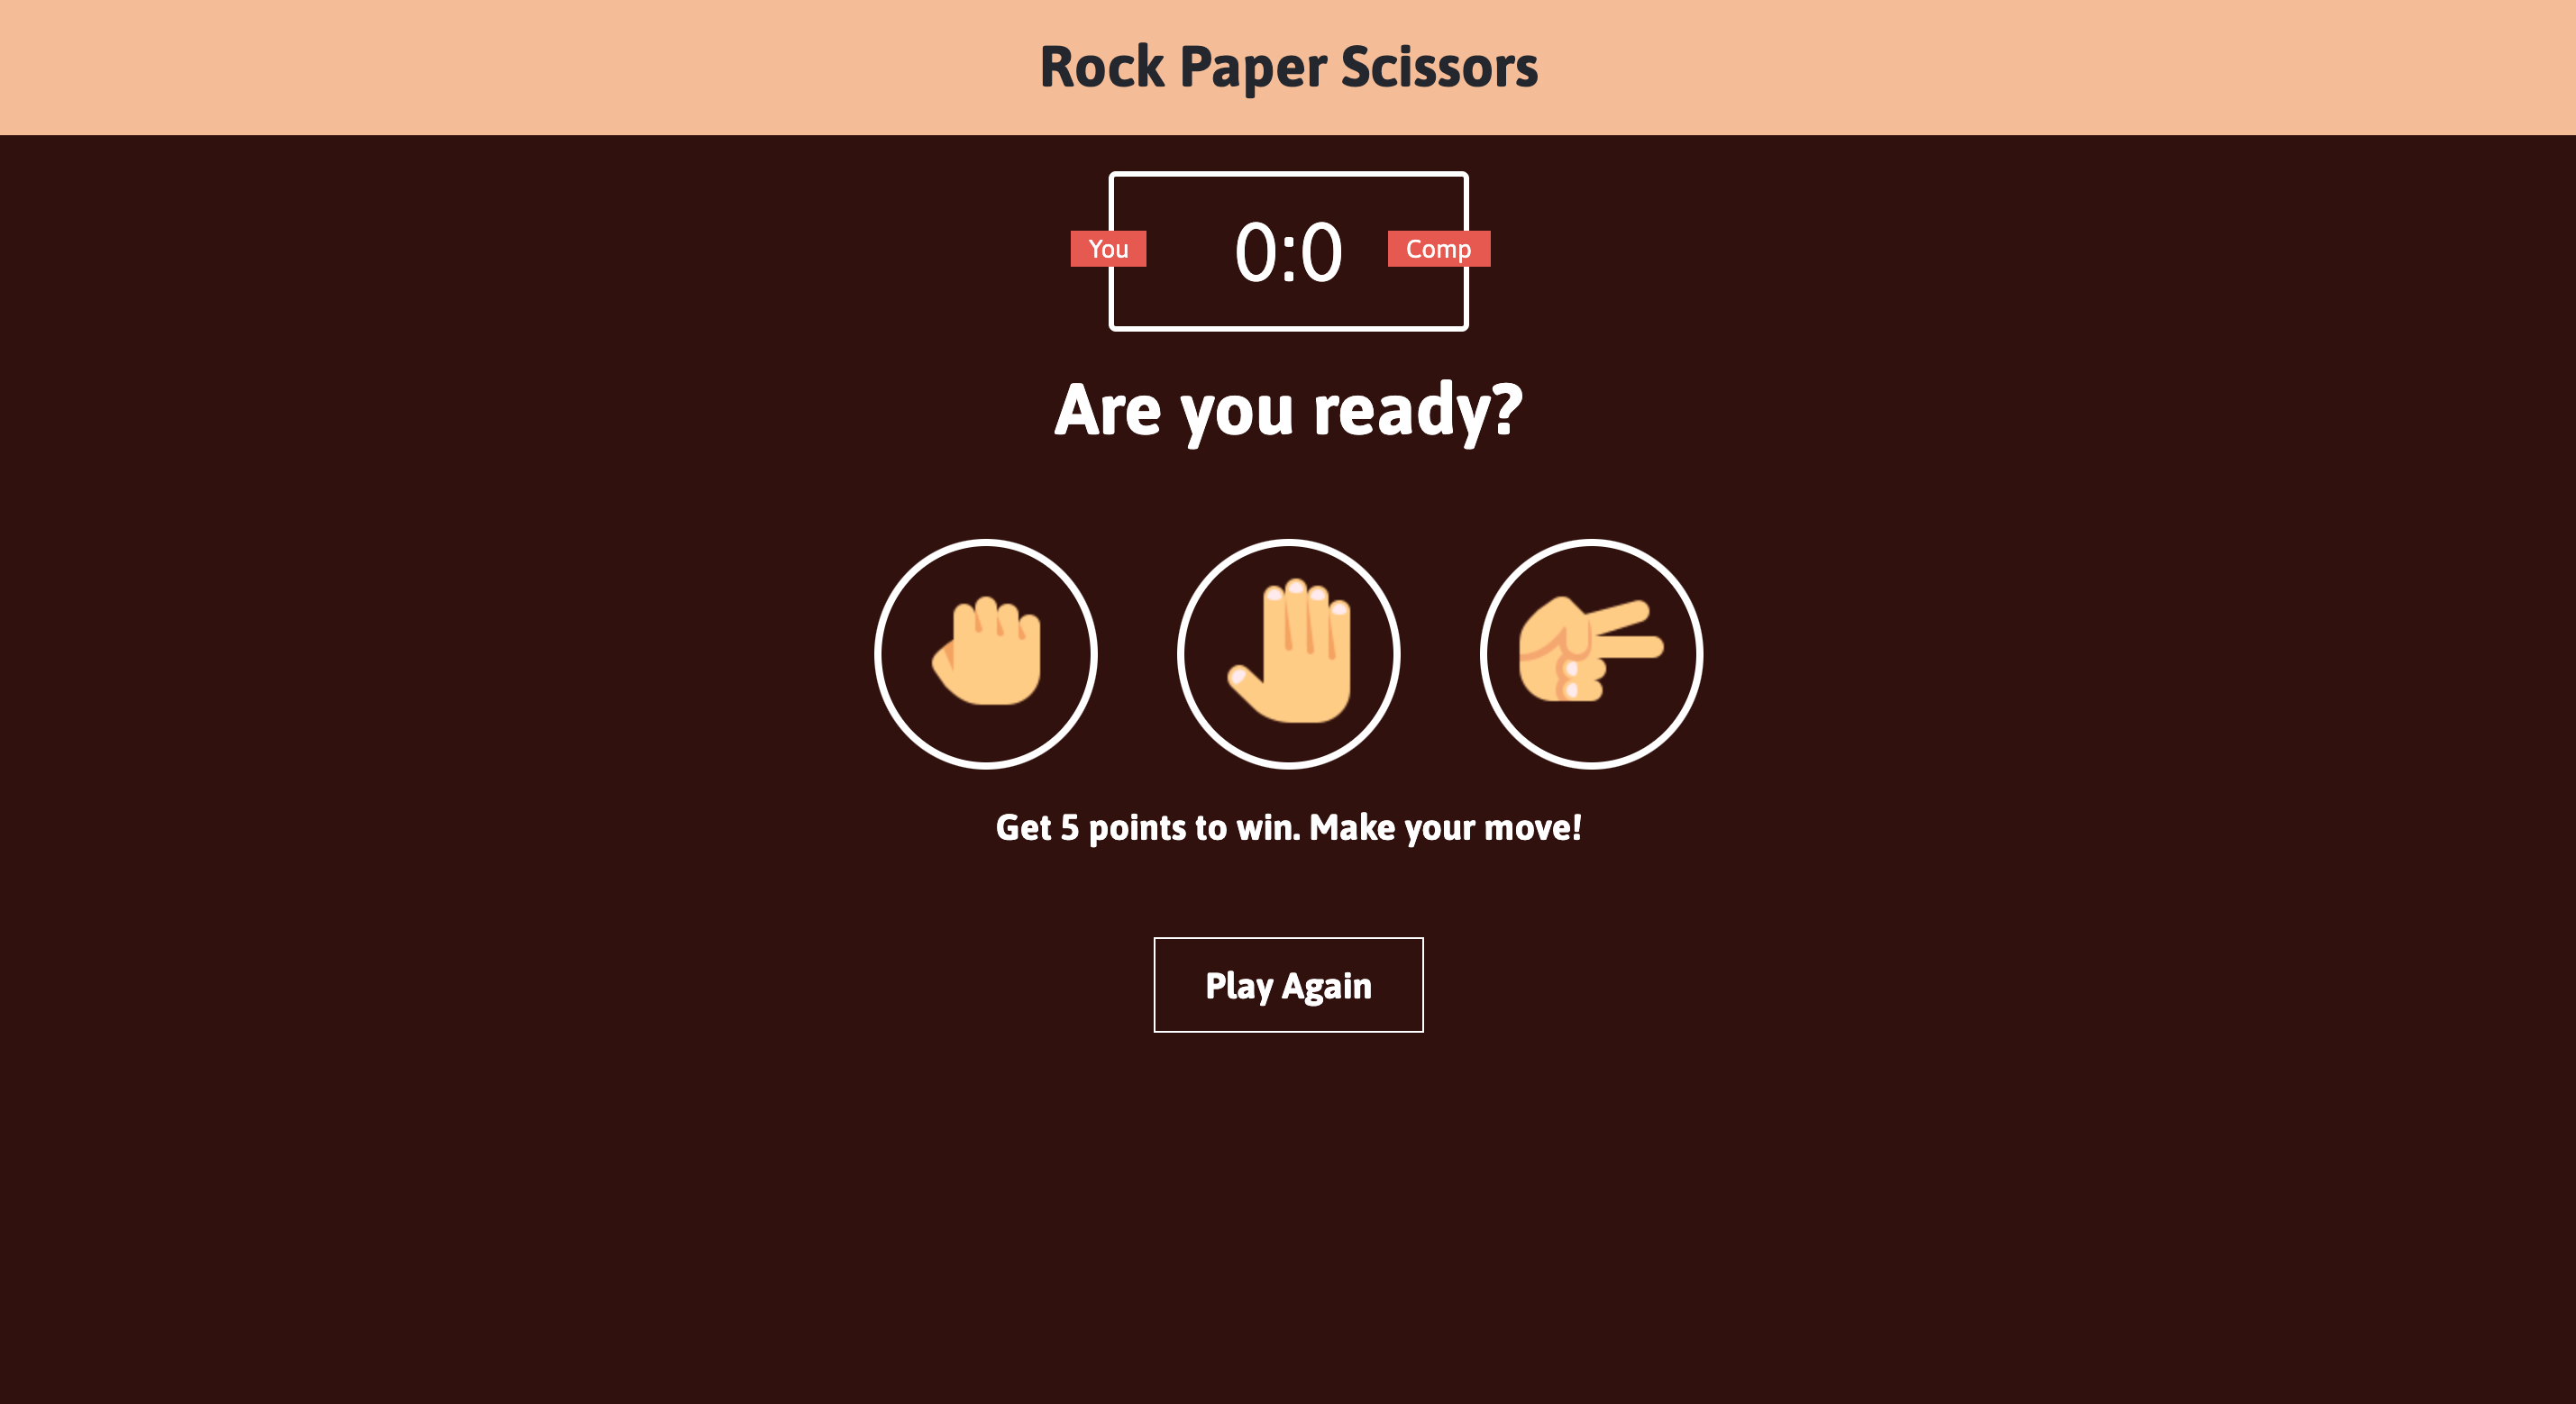 Rock Paper Scissors
You 0:0 Comp
Are you ready?
Get 5 points to win. Make your move!
Play Again